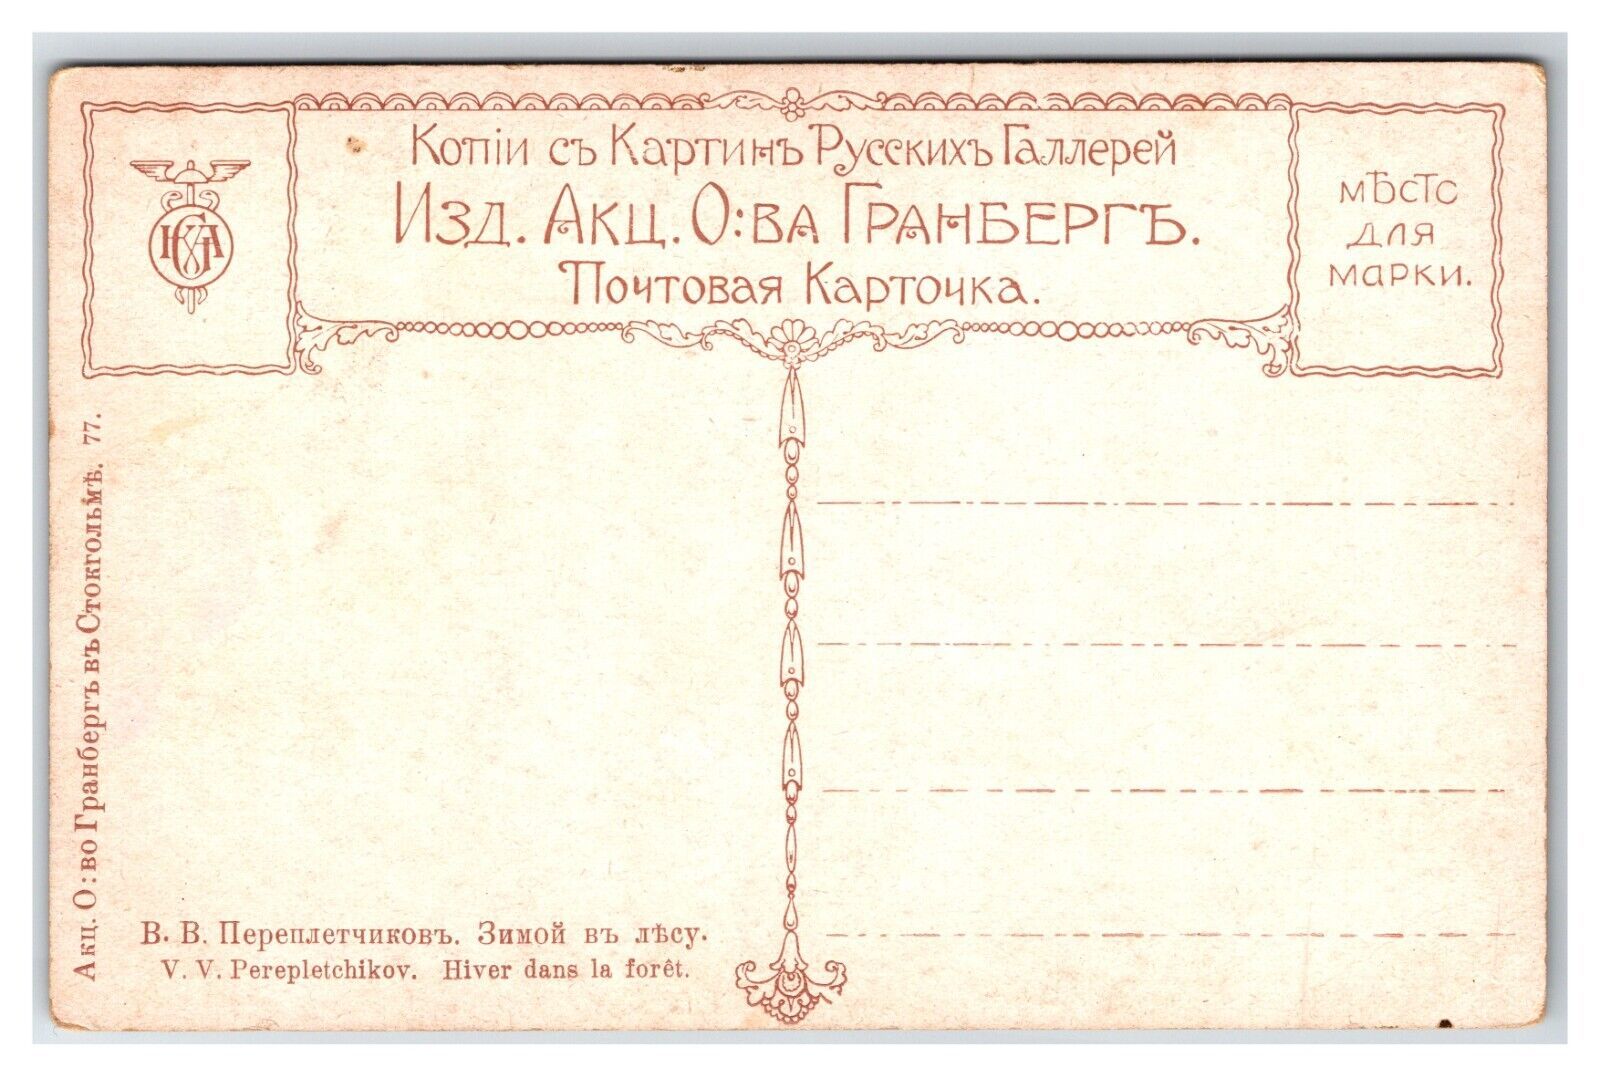 Копіи съ Картинъ Русскихъ Галлерей
Изд. Акц. О:ва Гранбергъ.
Почтовая Карточка.
мѣсто
для
марки.
Акц. О:во Гранбергъ въ Стокгольмѣ. 77.
В. В. Переплетчиковъ. Зимой въ лѣсу.
V. V. Perepletchikov. Hiver dans la forêt.